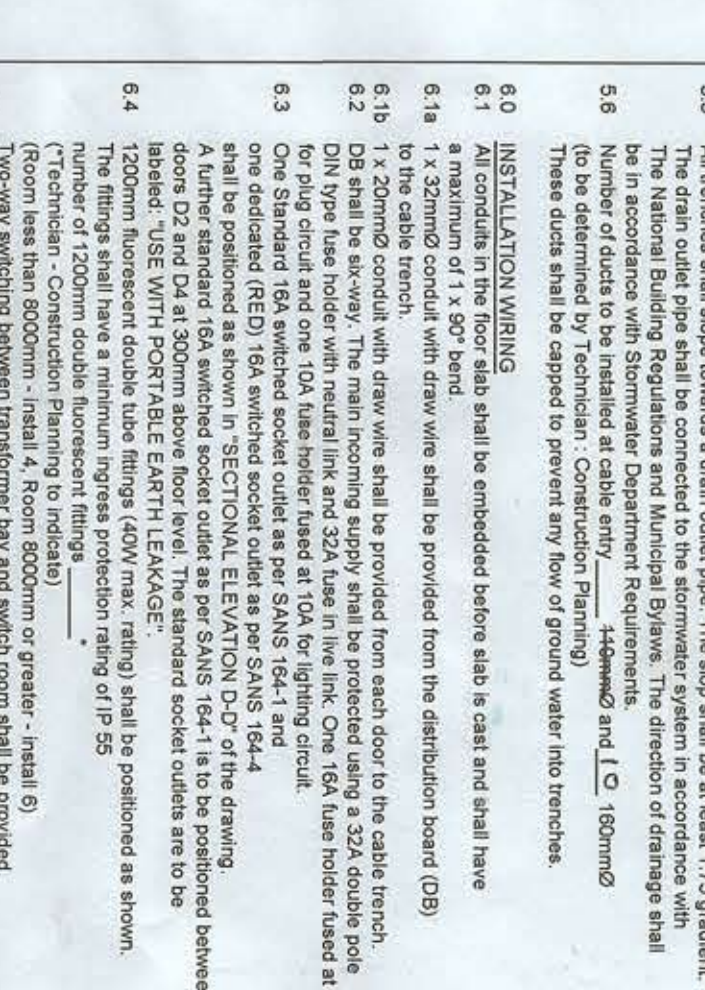 The drain outlet pipe shall be connected to the stormwater system in accordance with
The National Building Regulations and Municipal Bylaws. The direction of drainage shall
be in accordance with Stormwater Department Requirements.
5.6 Number of ducts to be installed at cable entry____ 110mmØ and 10 160mmØ
(to be determined by Technician : Construction Planning)
These ducts shall be capped to prevent any flow of ground water into trenches.
6.0 INSTALLATION WIRING
6.1 All conduits in the floor slab shall be embedded before slab is cast and shall have
a maximum of 1 x 90° bend.
6.1a 1 x 32mmØ conduit with draw wire shall be provided from the distribution board (DB)
to the cable trench.
6.1b 1 x 20mmØ conduit with draw wire shall be provided from each door to the cable trench.
6.2 DB shall be six-way. The main incoming supply shall be protected using a 32A double pole
DIN type fuse holder with neutral link and 32A fuse in live link. One 16A fuse holder fused at
for plug circuit and one 10A fuse holder fused at 10A for lighting circuit.
6.3 One Standard 16A switched socket outlet as per SANS 164-1 and
one dedicated (RED) 16A switched socket outlet as per SANS 164-4
shall be positioned as shown in "SECTIONAL ELEVATION D-D" of the drawing.
A further standard 16A switched socket outlet as per SANS 164-1 is to be positioned betwee
doors D2 and D4 at 300mm above floor level. The standard socket outlets are to be
labeled: "USE WITH PORTABLE EARTH LEAKAGE".
6.4 1200mm fluorescent double tube fittings (40W max. rating) shall be positioned as shown.
The fittings shall have a minimum ingress protection rating of IP 55
number of 1200mm double fluorescent fittings ____ *
(*Technician - Construction Planning to indicate)
(Room less than 8000mm - install 4, Room 8000mm or greater - install 6)
Two-way switching between transformer bay and switch room shall be provided